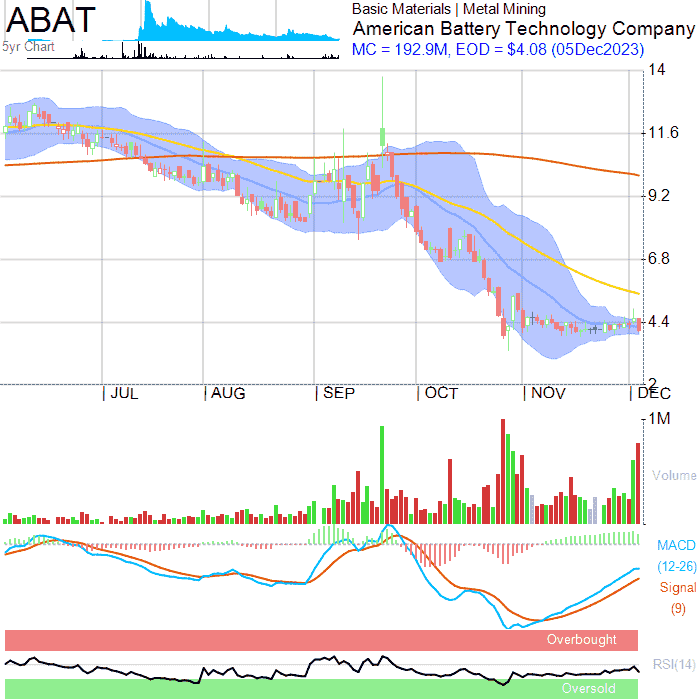 ABAT
5yr Chart
Basic Materials | Metal Mining
American Battery Technology Company
MC = 192.9M, EOD = $4.08 (05Dec2023)
14
11.6
9.2
6.8
4.4
2
JUL AUG SEP OCT NOV DEC
1M
Volume
MACD
(12-26)
Signal
(9)
Overbought
RSI(14)
Oversold